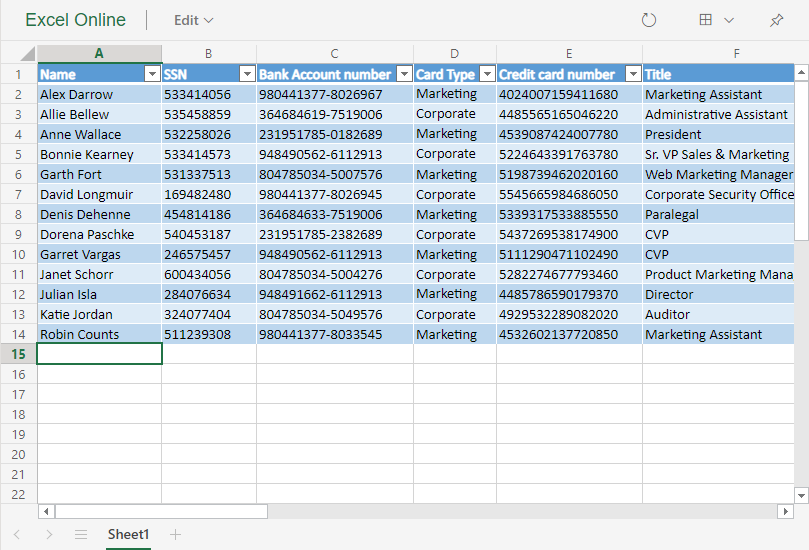 Excel Online Edit
A B C D E F
1 Name SSN Bank Account number Card Type Credit card number Title
2 Alex Darrow 533414056 980441377-8026967 Marketing 4024007159411680 Marketing Assistant
3 Allie Bellew 535458859 364684619-7519006 Corporate 4485565165046220 Administrative Assistant
4 Anne Wallace 532258026 231951785-0182689 Marketing 4539087424007780 President
5 Bonnie Kearney 533414573 948490562-6112913 Corporate 5224643391763780 Sr. VP Sales & Marketing
6 Garth Fort 531337513 804785034-5007576 Marketing 5198739462020160 Web Marketing Manager
7 David Longmuir 169482480 980441377-8026945 Corporate 5545665984686050 Corporate Security Office
8 Denis Dehenne 454814186 364684633-7519006 Marketing 5339317533885550 Paralegal
9 Dorena Paschke 540453187 231951785-2382689 Corporate 5437269538174900 CVP
10 Garret Vargas 246575457 948490562-6112913 Marketing 5111290471102490 CVP
11 Janet Schorr 600434056 804785034-5004276 Corporate 5282274677793460 Product Marketing Mana
12 Julian Isla 284076634 948491662-6112913 Marketing 4485786590179370 Director
13 Katie Jordan 324077404 804785034-5049576 Corporate 4929532289082020 Auditor
14 Robin Counts 511239308 980441377-8033545 Marketing 4532602137720850 Marketing Assistant
15
16
17
18
19
20
21
22
Sheet1